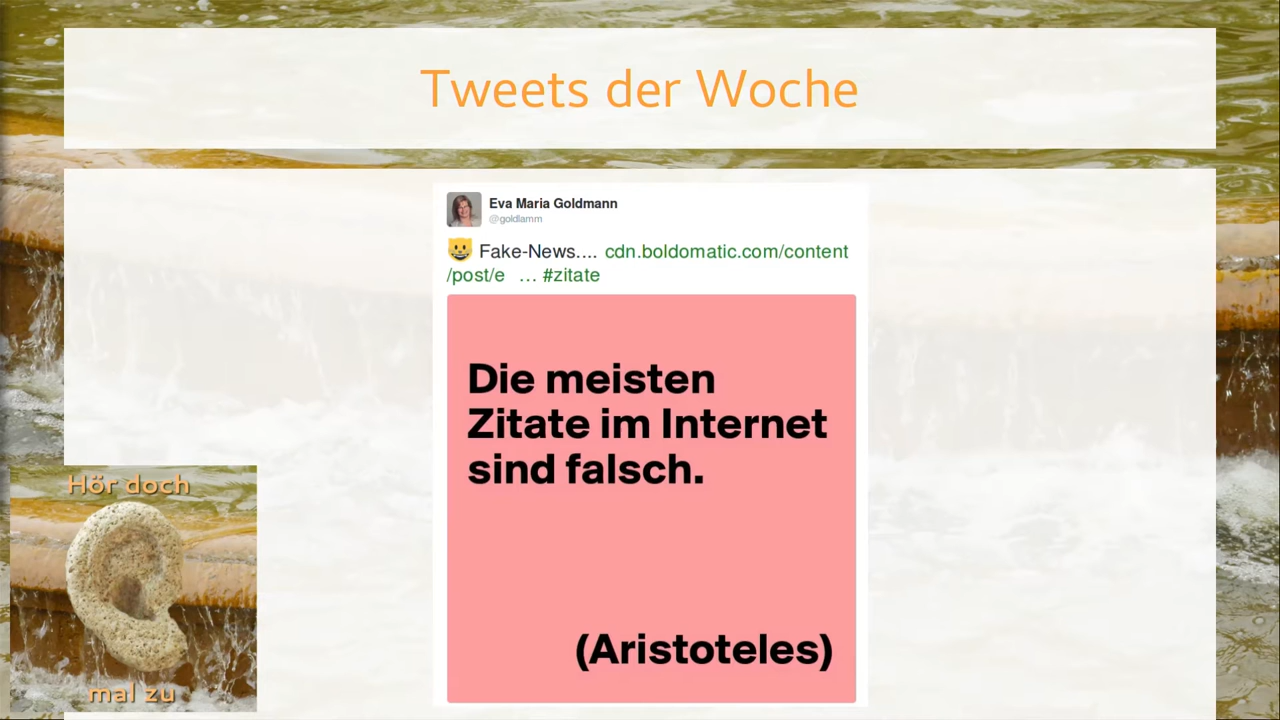 Tweets der Woche
Eva Maria Goldmann
@goldlamm
😺 Fake-News.... cdn.boldomatic.com/content
/post/e … #zitate
Die meisten
Zitate im Internet
sind falsch.
(Aristoteles)
Hör doch
mal zu